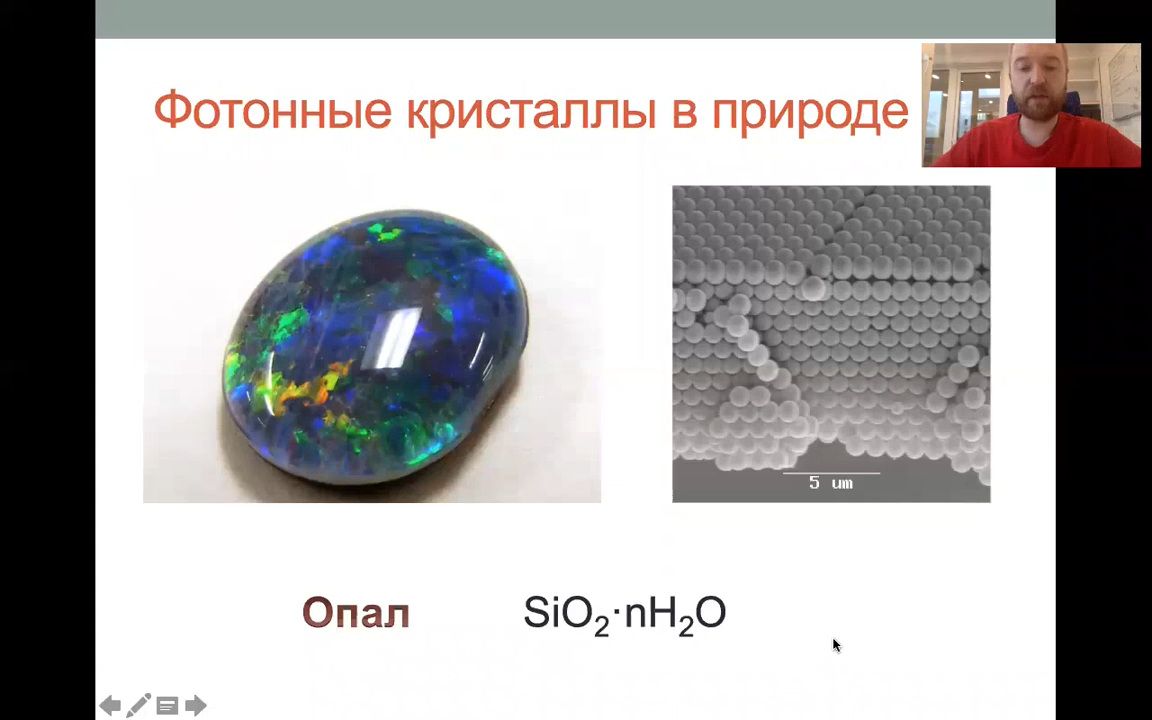 Фотонные кристаллы в природе
5 um
Опал
SiO₂·nH₂O